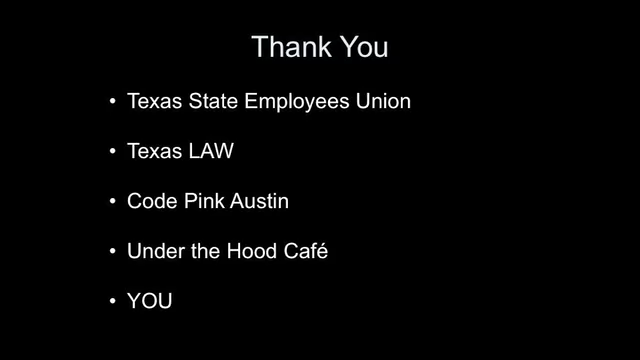 Thank You
• Texas State Employees Union
• Texas LAW
• Code Pink Austin
• Under the Hood Café
• YOU